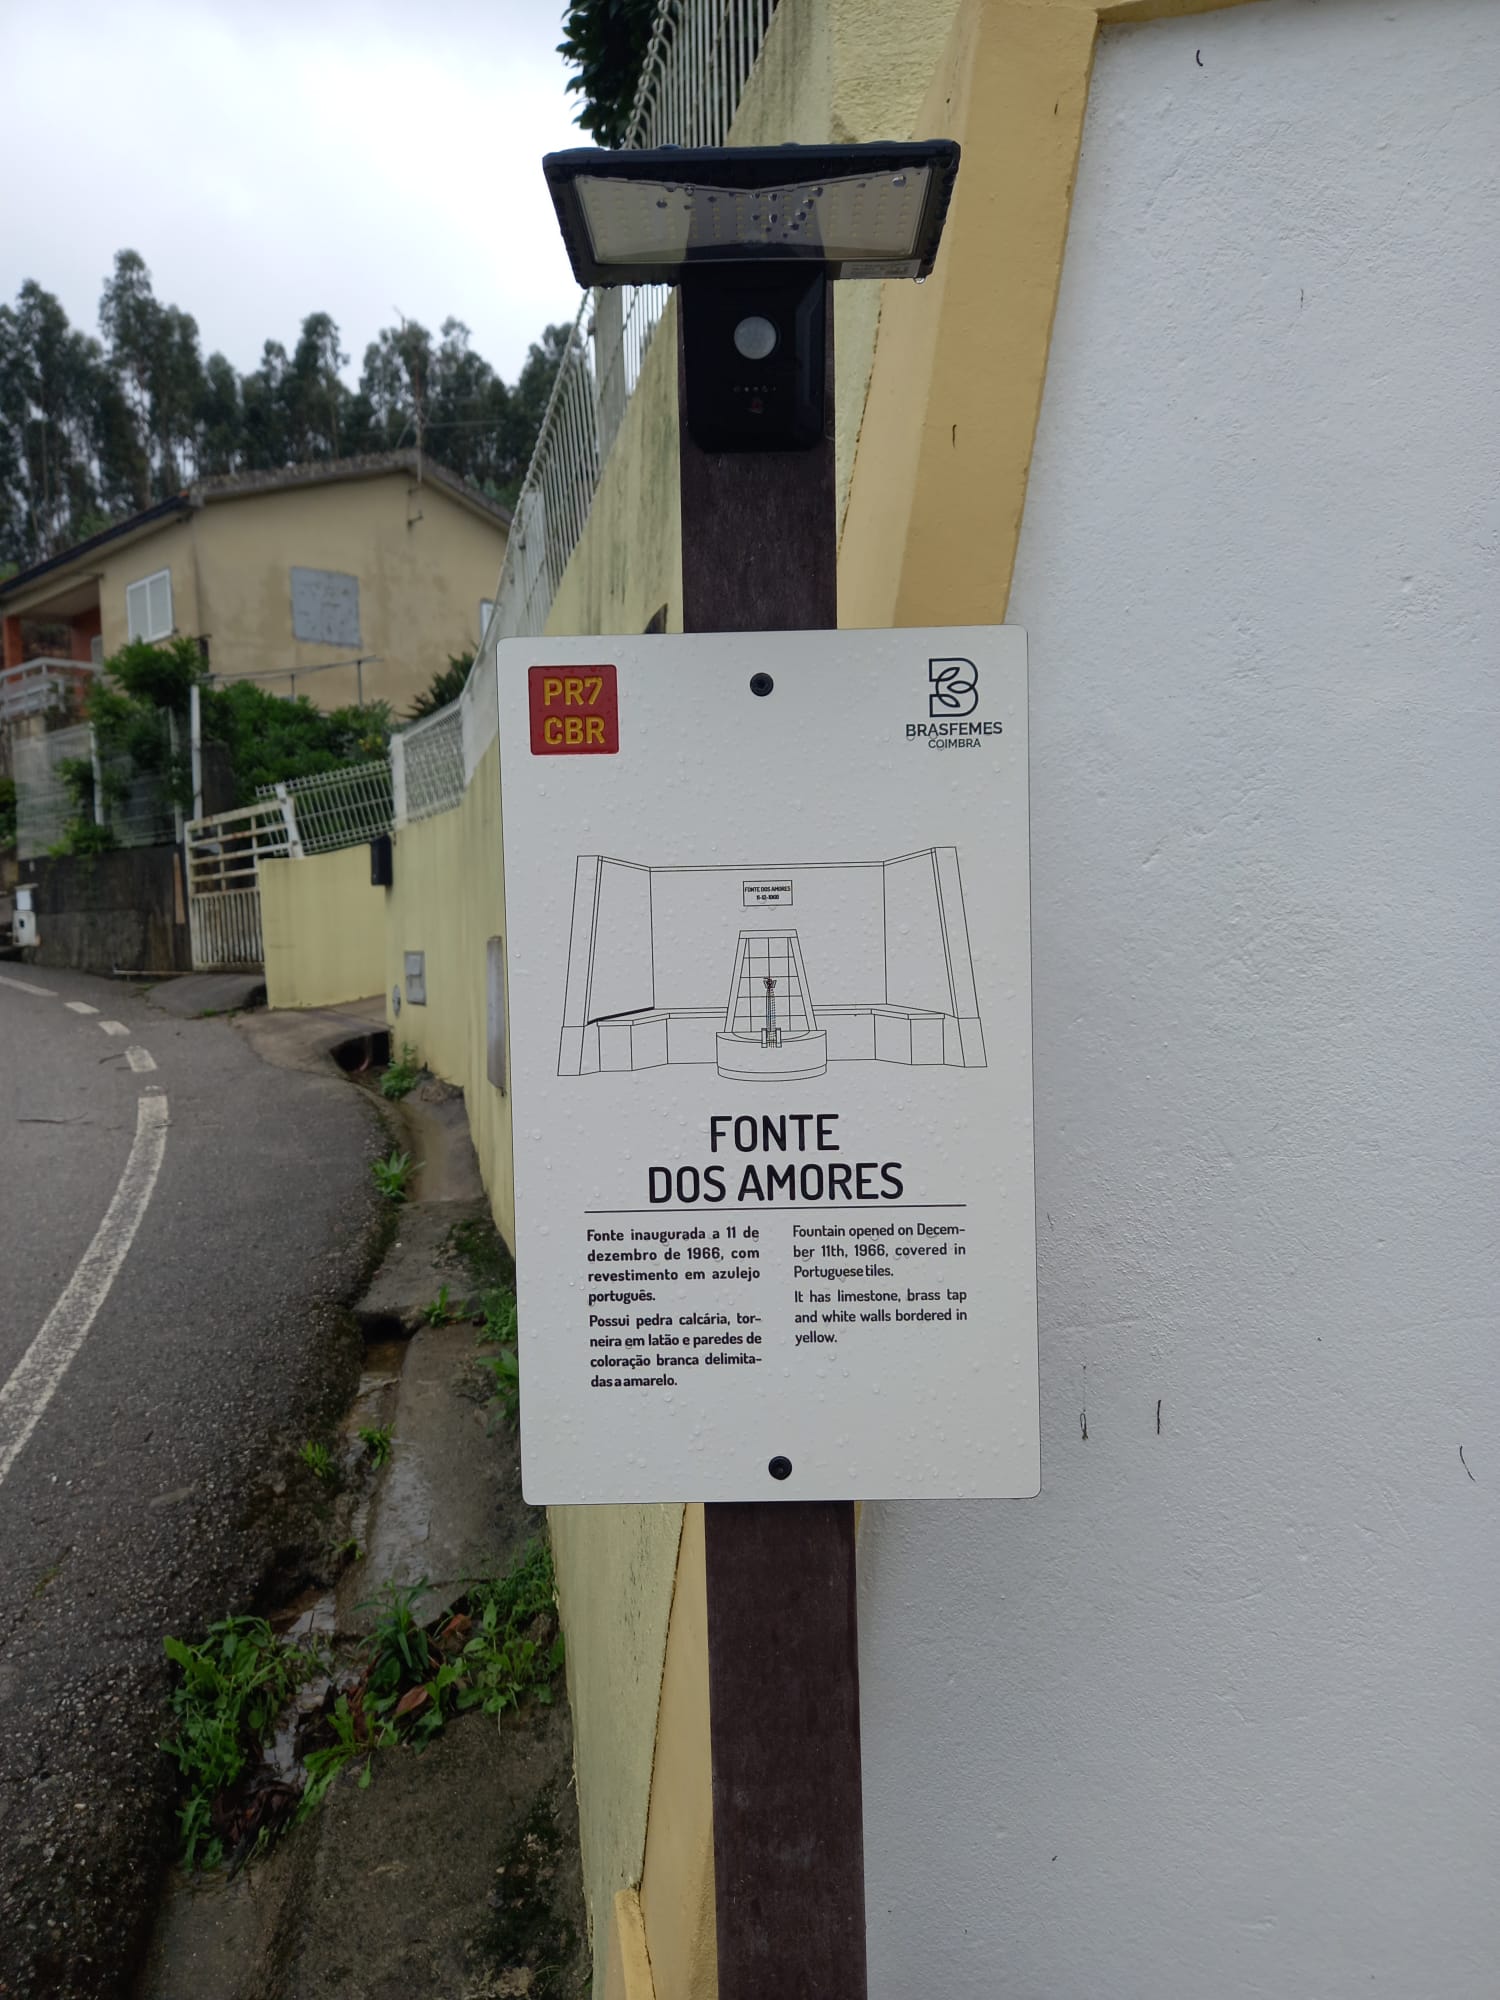 PR7
CBR
BRASFEMES
COIMBRA
FONTE DOS AMORES
FONTE
DOS AMORES
Fonte inaugurada a 11 de
dezembro de 1966, com
revestimento em azulejo
português.
Possui pedra calcária, tor-
neira em latão e paredes de
coloração branca delimita-
das a amarelo.
Fountain opened on Decem-
ber 11th, 1966, covered in
Portuguese tiles.
It has limestone, brass tap
and white walls bordered in
yellow.